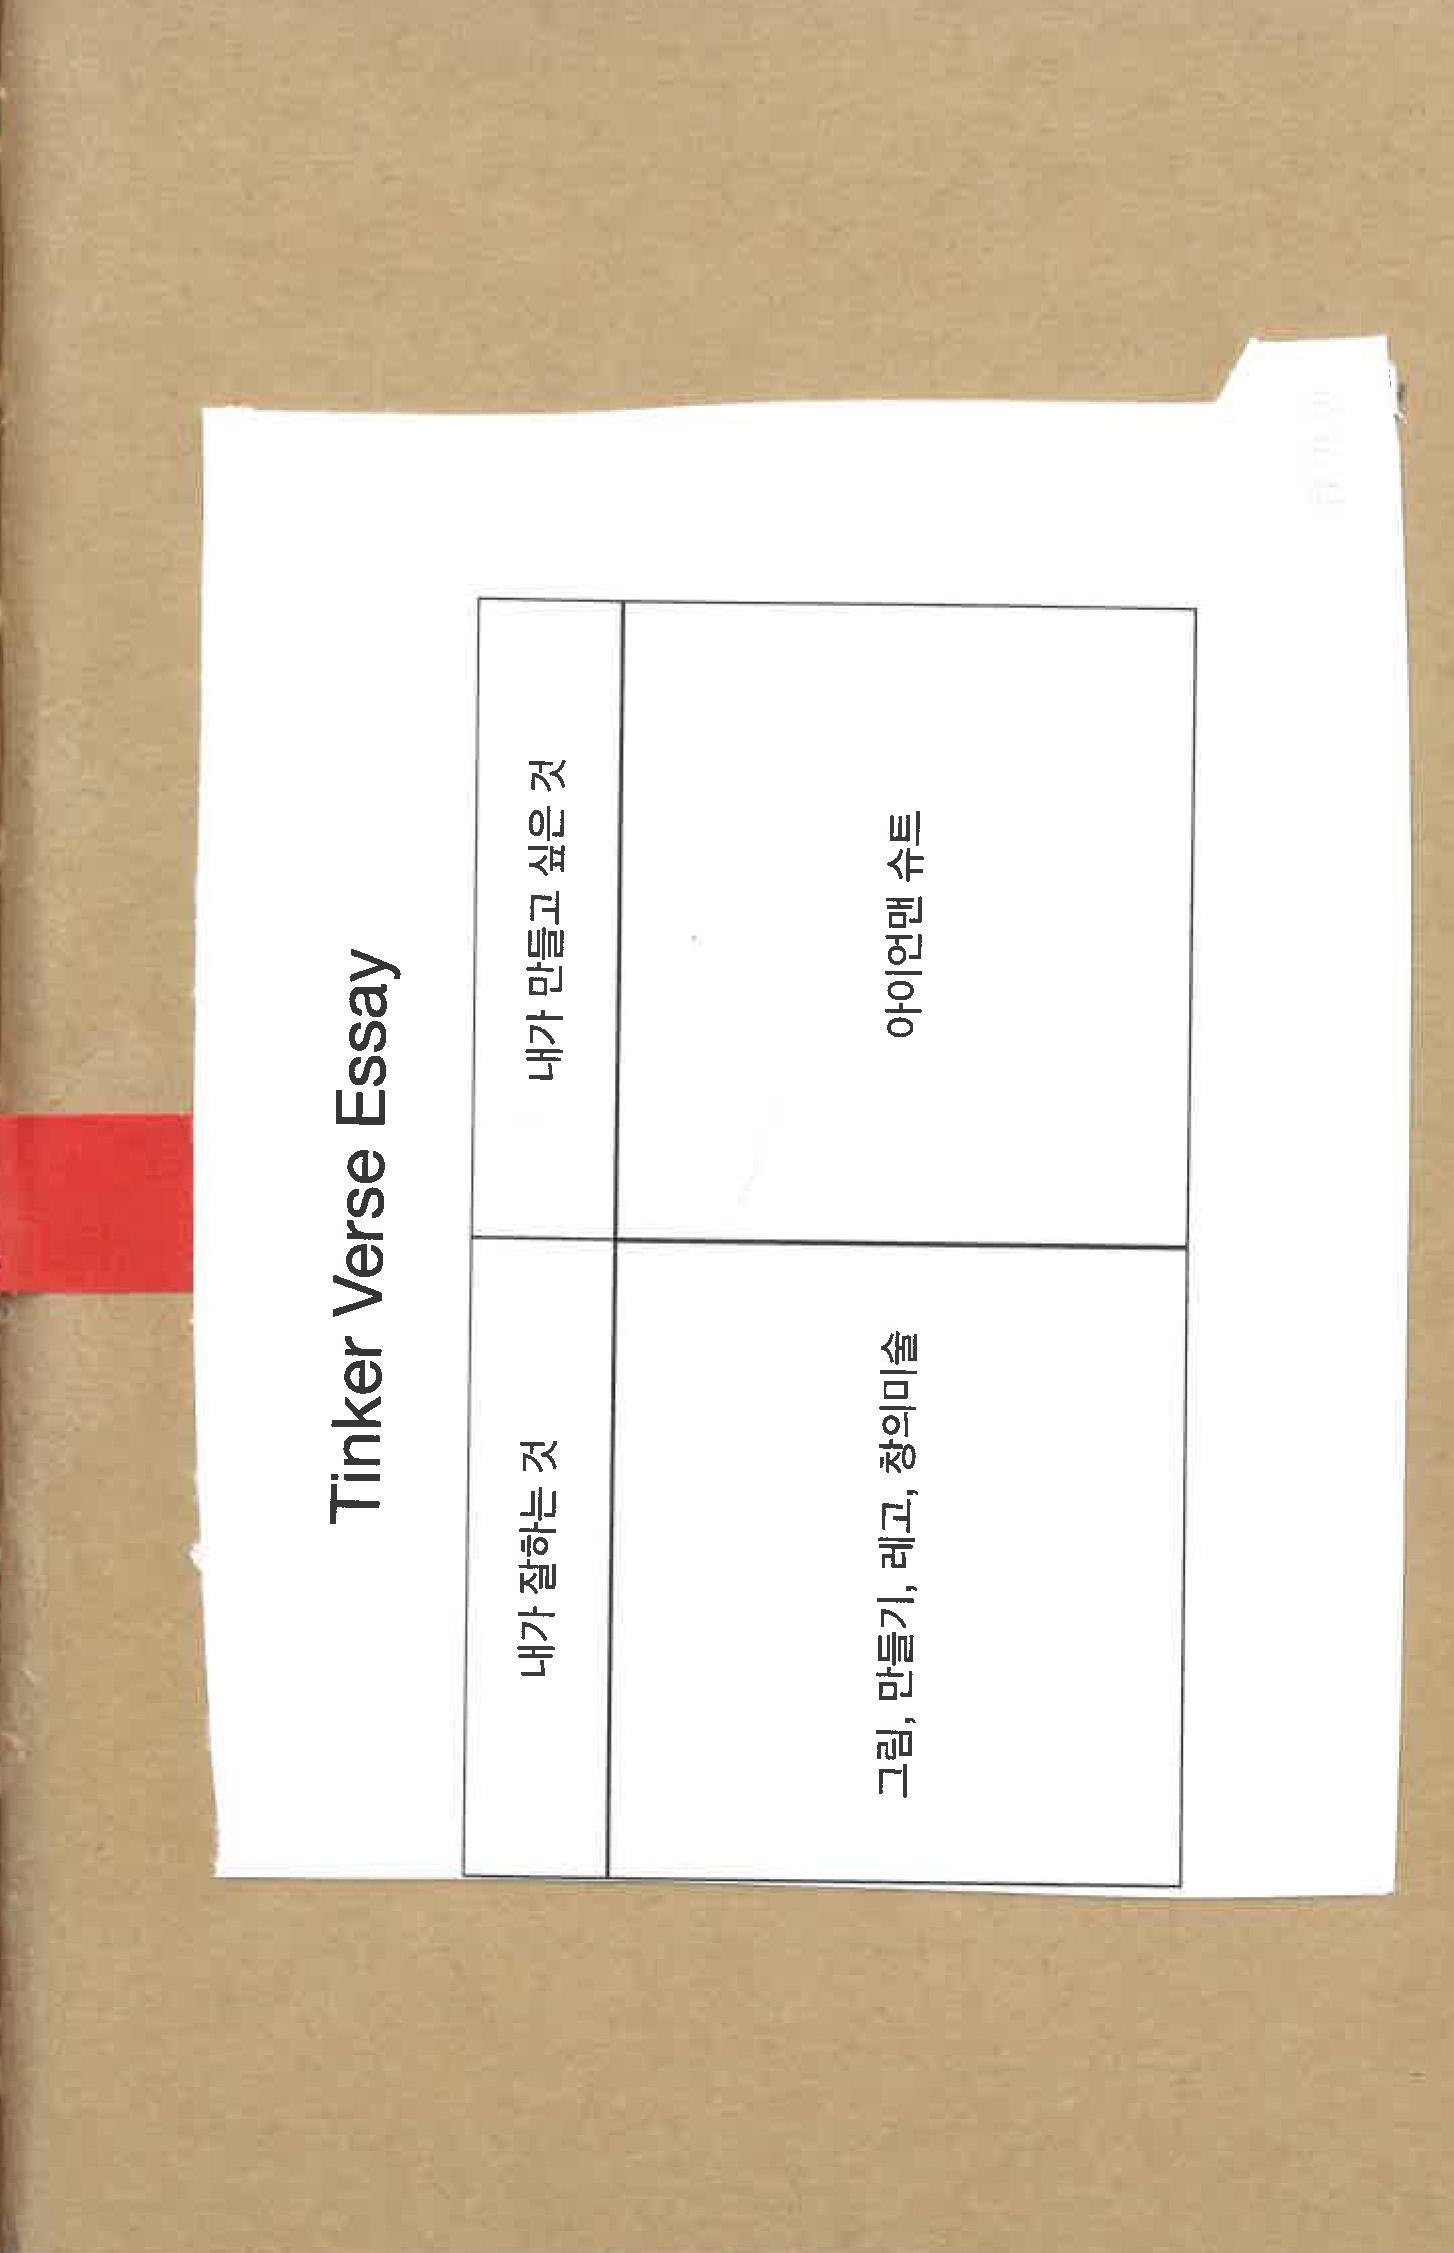 Tinker Verse Essay
내가 잘하는 것
내가 만들고 싶은 것
그림, 만들기, 레고, 창의미술
아이언맨 슈트